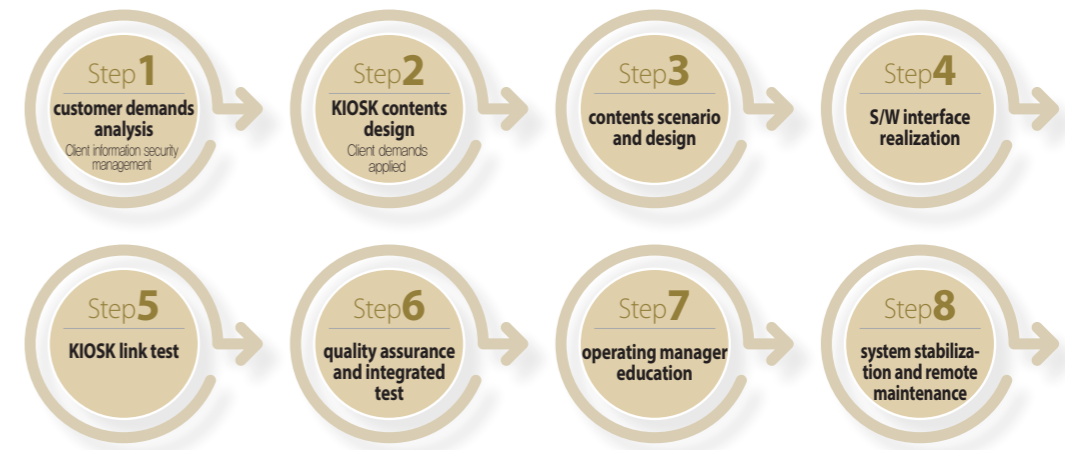 Step1
customer demands
analysis
Client information security
management
Step2
KIOSK contents
design
Client demands
applied
Step3
contents scenario
and design
Step4
S/W interface
realization
Step5
KIOSK link test
Step6
quality assurance
and integrated
test
Step7
operating manager
education
Step8
system stabiliza-
tion and remote
maintenance